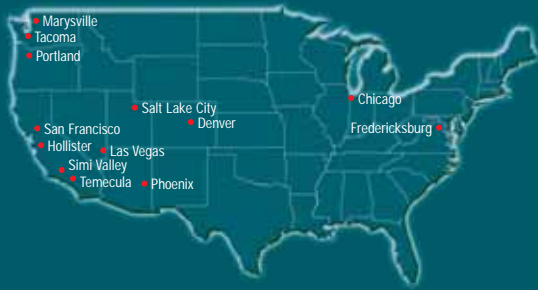 Marysville
Tacoma
Portland
Salt Lake City
Chicago
Denver
San Francisco
Fredericksburg
Hollister
Las Vegas
Simi Valley
Temecula
Phoenix